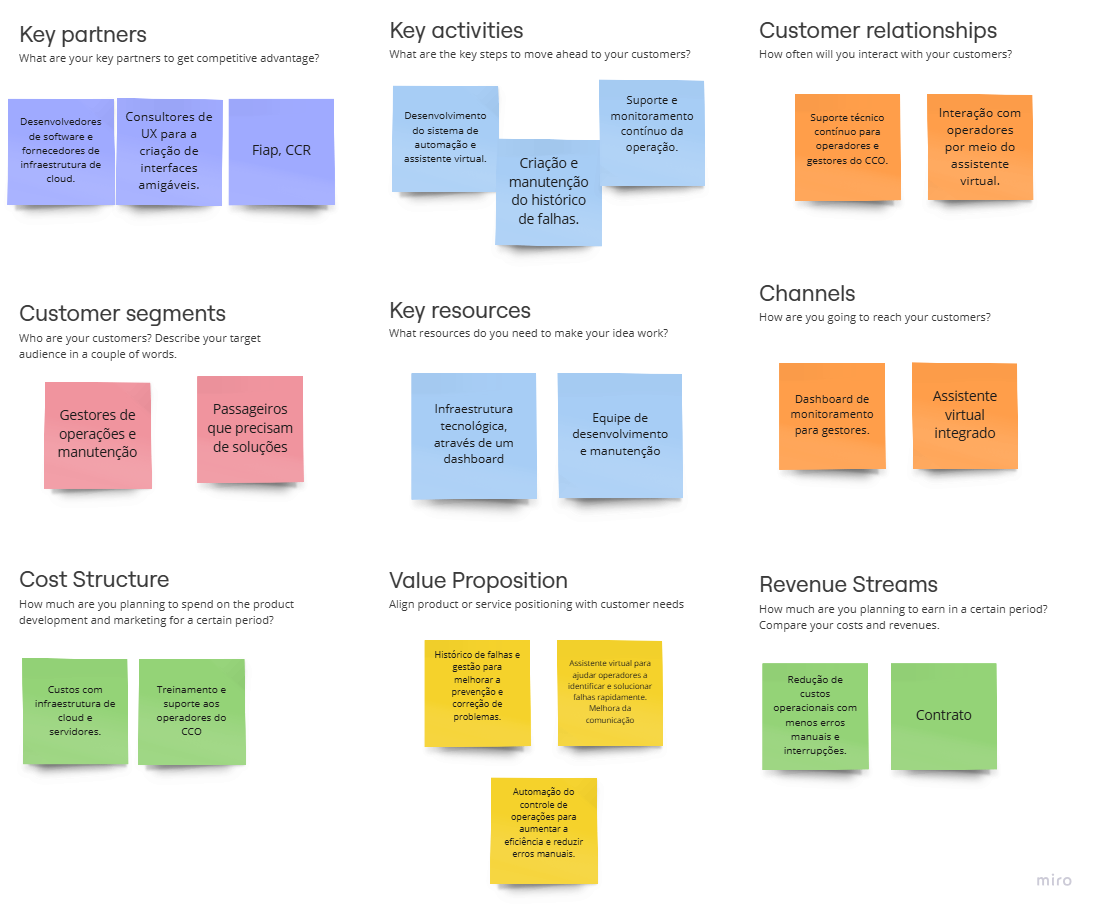 Key partners
What are your key partners to get competitive advantage?
Desenvolvedores
de software e
fornecedores de
infraestrutura de
cloud.
Consultores de
UX para a
criação de
interfaces
amigáveis.
Fiap, CCR
Key activities
What are the key steps to move ahead to your customers?
Desenvolvimento
do sistema de
automação e
assistente virtual.
Criação e
manutenção
do histórico
de falhas.
Suporte e
monitoramento
contínuo da
operação.
Customer relationships
How often will you interact with your customers?
Suporte técnico
contínuo para
operadores e
gestores do CCO.
Interação com
operadores
por meio do
assistente
virtual.
Customer segments
Who are your customers? Describe your target
audience in a couple of words.
Gestores de
operações e
manutenção
Passageiros
que precisam
de soluções
Key resources
What resources do you need to make your idea work?
Infraestrutura
tecnológica,
através de um
dashboard
Equipe de
desenvolvimento
e manutenção
Channels
How are you going to reach your customers?
Dashboard de
monitoramento
para gestores.
Assistente
virtual
integrado
Cost Structure
How much are you planning to spend on the product
development and marketing for a certain period?
Custos com
infraestrutura de
cloud e
servidores.
Treinamento e
suporte aos
operadores do
CCO
Value Proposition
Align product or service positioning with customer needs
Histórico de falhas e
gestão para
melhorar a
prevenção e
correção de
problemas.
Assistente virtual para
ajudar operadores a
identificar e solucionar
falhas rapidamente.
Melhora da
comunicação
Automação do
controle de
operações para
aumentar a
eficiência e reduzir
erros manuais.
Revenue Streams
How much are you planning to earn in a certain period?
Compare your costs and revenues.
Redução de
custos
operacionais com
menos erros
manuais e
interrupções.
Contrato
miro